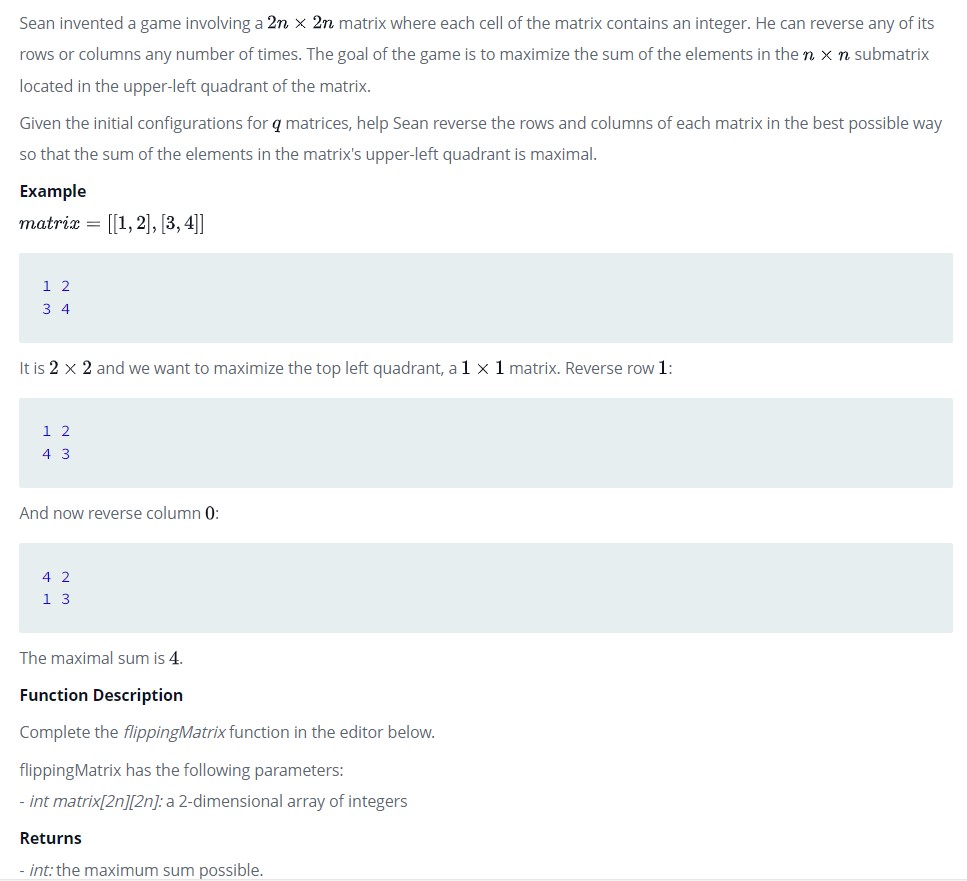 Sean invented a game involving a 2n × 2n matrix where each cell of the matrix contains an integer. He can reverse any of its
rows or columns any number of times. The goal of the game is to maximize the sum of the elements in the n × n submatrix
located in the upper-left quadrant of the matrix.
Given the initial configurations for q matrices, help Sean reverse the rows and columns of each matrix in the best possible way
so that the sum of the elements in the matrix's upper-left quadrant is maximal.
Example
matrix = [[1, 2], [3, 4]]
1 2
3 4
It is 2 × 2 and we want to maximize the top left quadrant, a 1 × 1 matrix. Reverse row 1:
1 2
4 3
And now reverse column 0:
4 2
1 3
The maximal sum is 4.
Function Description
Complete the flippingMatrix function in the editor below.
flippingMatrix has the following parameters:
- int matrix[2n][2n]: a 2-dimensional array of integers
Returns
- int: the maximum sum possible.